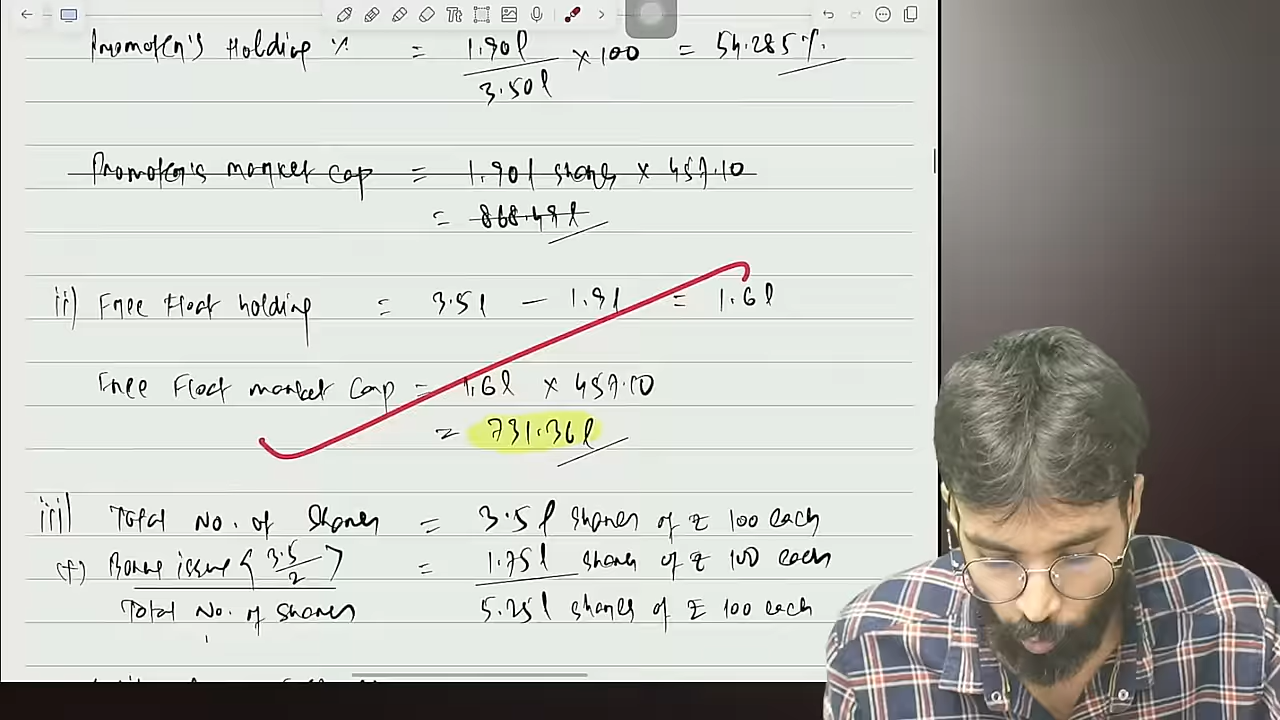 Promoter's Holding % = 1.90l / 3.50l × 100 = 54.285%
Promoter's market cap = 1.90l shares × 457.10
= 868.49l
ii) Free Float holding = 3.5l – 1.9l = 1.6l
Free Float market Cap = 1.6l × 457.10
= 731.36l
iii) Total No. of Shares = 3.5l shares of ₹ 100 each
(+) Bonus issue { 3.5/2 } = 1.75l shares of ₹ 100 each
Total No. of shares 5.25l shares of ₹ 100 each